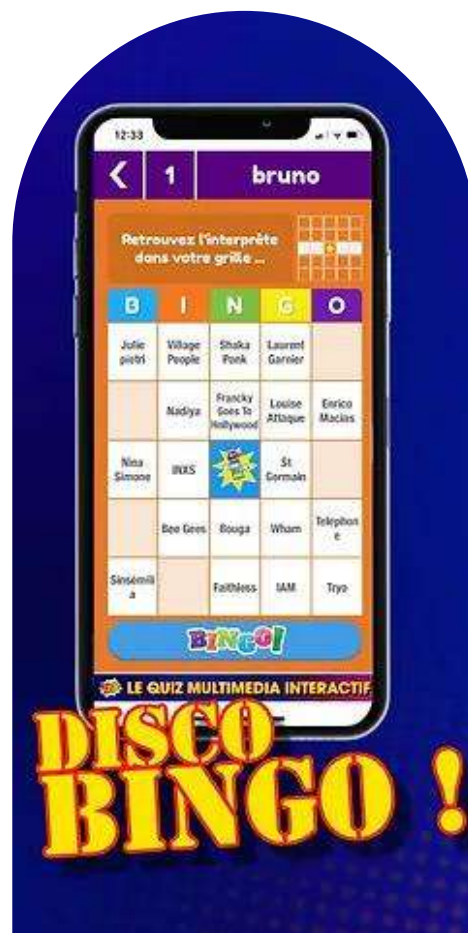 12:33
1
bruno
Retrouvez l'interprète
dans votre grille ...
B I N G O
Julie pietri
Village People
Shaka Ponk
Laurent Garnier
Nadiya
Francky Goes To Hollywood
Louise Attaque
Enrico Macias
Nina Simone
INXS
St Germain
Bee Gees
Bouga
Wham
Telephon
e
Sinsemili
a
Faithless
IAM
Tryo
BINGO!
LE QUIZ MULTIMEDIA INTERACTIF
DISCO
BINGO !